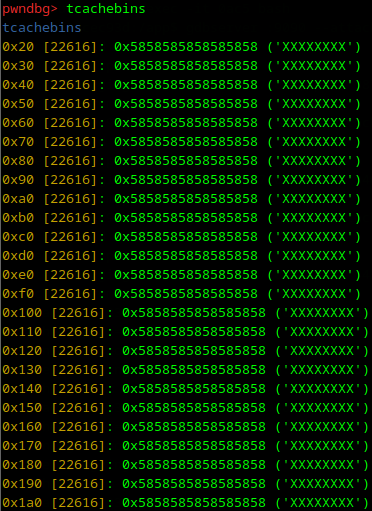 pwndbg> tcachebins
tcachebins
0x20 [22616]: 0x5858585858585858 ('XXXXXXXX')
0x30 [22616]: 0x5858585858585858 ('XXXXXXXX')
0x40 [22616]: 0x5858585858585858 ('XXXXXXXX')
0x50 [22616]: 0x5858585858585858 ('XXXXXXXX')
0x60 [22616]: 0x5858585858585858 ('XXXXXXXX')
0x70 [22616]: 0x5858585858585858 ('XXXXXXXX')
0x80 [22616]: 0x5858585858585858 ('XXXXXXXX')
0x90 [22616]: 0x5858585858585858 ('XXXXXXXX')
0xa0 [22616]: 0x5858585858585858 ('XXXXXXXX')
0xb0 [22616]: 0x5858585858585858 ('XXXXXXXX')
0xc0 [22616]: 0x5858585858585858 ('XXXXXXXX')
0xd0 [22616]: 0x5858585858585858 ('XXXXXXXX')
0xe0 [22616]: 0x5858585858585858 ('XXXXXXXX')
0xf0 [22616]: 0x5858585858585858 ('XXXXXXXX')
0x100 [22616]: 0x5858585858585858 ('XXXXXXXX')
0x110 [22616]: 0x5858585858585858 ('XXXXXXXX')
0x120 [22616]: 0x5858585858585858 ('XXXXXXXX')
0x130 [22616]: 0x5858585858585858 ('XXXXXXXX')
0x140 [22616]: 0x5858585858585858 ('XXXXXXXX')
0x150 [22616]: 0x5858585858585858 ('XXXXXXXX')
0x160 [22616]: 0x5858585858585858 ('XXXXXXXX')
0x170 [22616]: 0x5858585858585858 ('XXXXXXXX')
0x180 [22616]: 0x5858585858585858 ('XXXXXXXX')
0x190 [22616]: 0x5858585858585858 ('XXXXXXXX')
0x1a0 [22616]: 0x5858585858585858 ('XXXXXXXX')